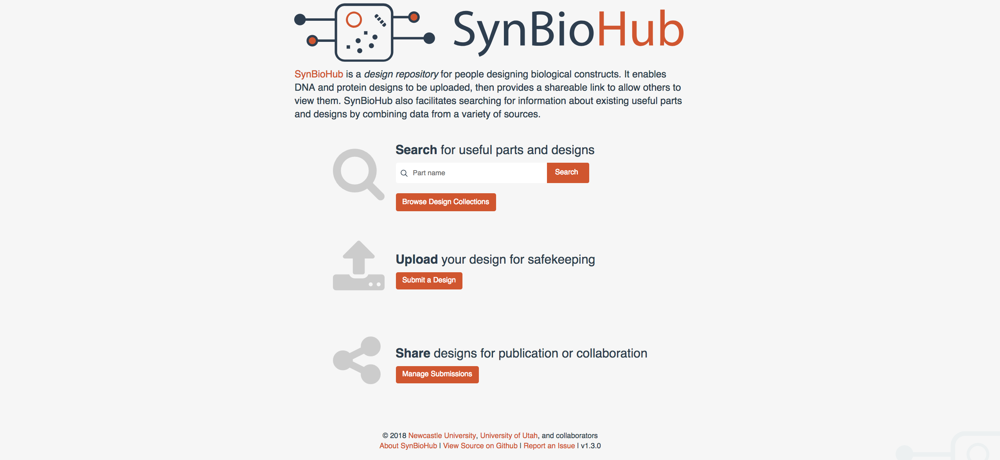 SynBioHub
SynBioHub is a design repository for people designing biological constructs. It enables
DNA and protein designs to be uploaded, then provides a shareable link to allow others to
view them. SynBioHub also facilitates searching for information about existing useful parts
and designs by combining data from a variety of sources.
Search for useful parts and designs
Part name
Search
Browse Design Collections
Upload your design for safekeeping
Submit a Design
Share designs for publication or collaboration
Manage Submissions
© 2018 Newcastle University, University of Utah, and collaborators
About SynBioHub | View Source on Github | Report an Issue | v1.3.0